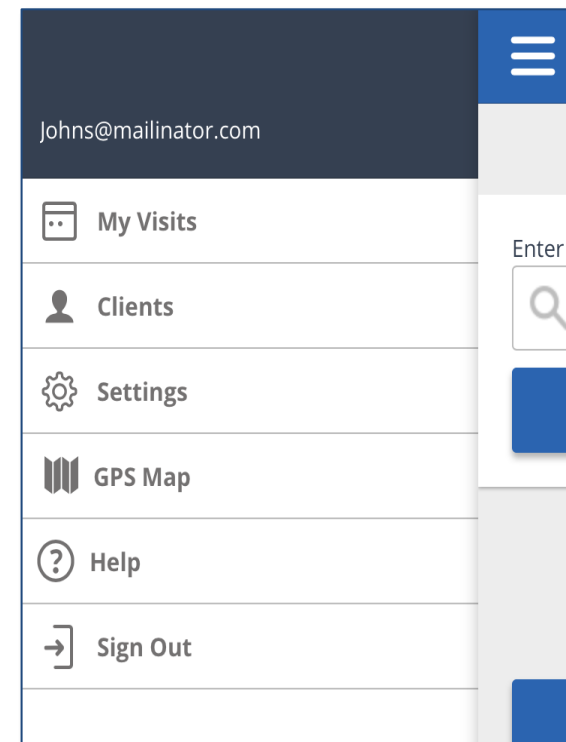 Johns@mailinator.com
My Visits
Clients
Settings
GPS Map
Help
Sign Out
Enter